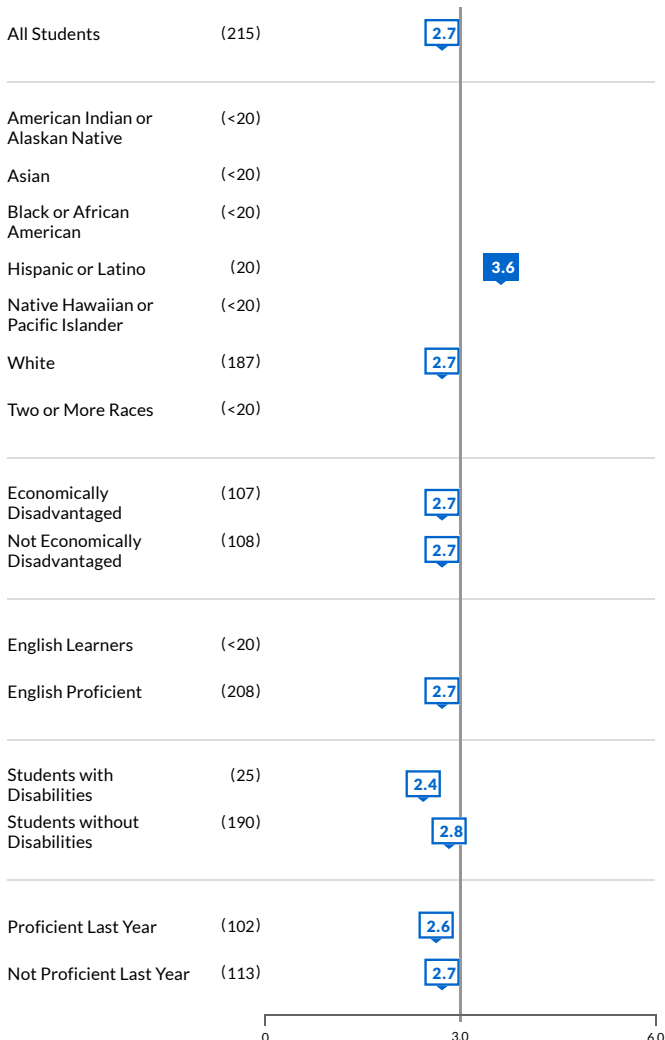 All Students (215) 2.7
American Indian or (<20)
Alaskan Native
Asian (<20)
Black or African (<20)
American
Hispanic or Latino (20) 3.6
Native Hawaiian or (<20)
Pacific Islander
White (187) 2.7
Two or More Races (<20)
Economically (107) 2.7
Disadvantaged
Not Economically (108) 2.7
Disadvantaged
English Learners (<20)
English Proficient (208) 2.7
Students with (25) 2.4
Disabilities
Students without (190) 2.8
Disabilities
Proficient Last Year (102) 2.6
Not Proficient Last Year (113) 2.7
0 3.0 6.0